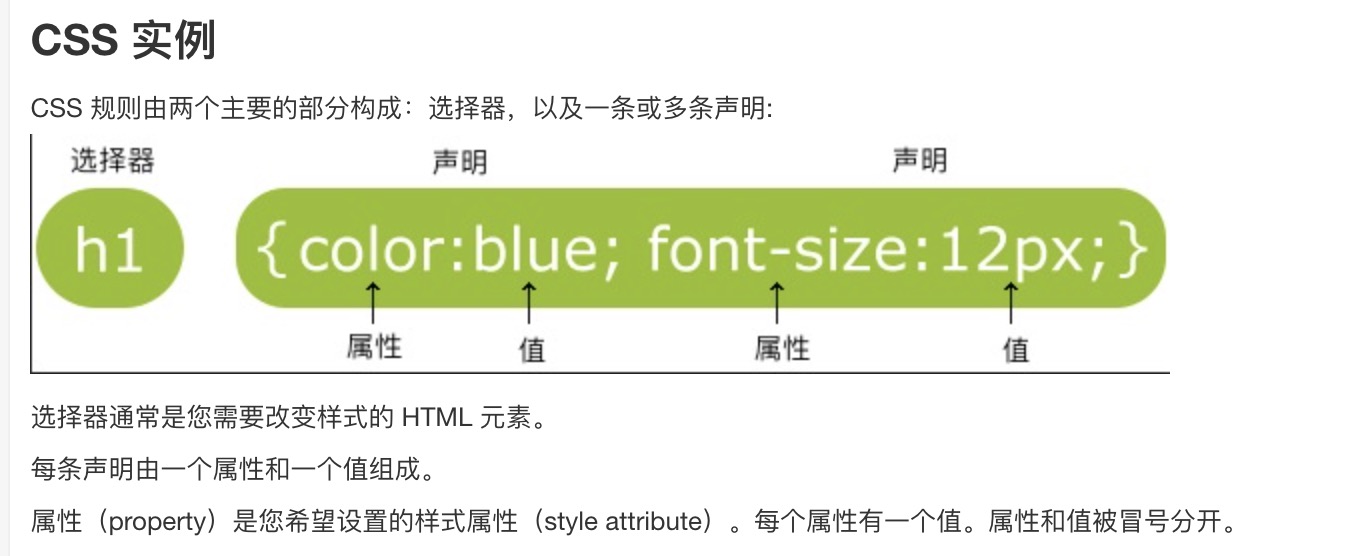 CSS 实例
CSS 规则由两个主要的部分构成：选择器，以及一条或多条声明:
选择器 声明 声明
h1 {color:blue; font-size:12px;}
属性 值 属性 值
选择器通常是您需要改变样式的 HTML 元素。
每条声明由一个属性和一个值组成。
属性（property）是您希望设置的样式属性（style attribute）。每个属性有一个值。属性和值被冒号分开。